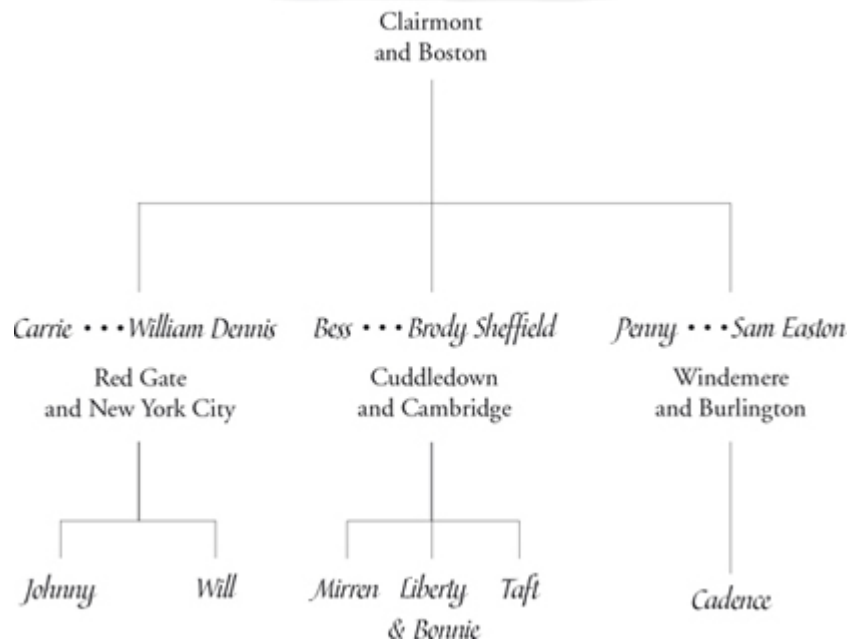 Clairmont
and Boston
Carrie • • • William Dennis
Bess • • • Brody Sheffield
Penny • • • Sam Easton
Red Gate
and New York City
Cuddledown
and Cambridge
Windemere
and Burlington
Johnny
Will
Mirren
Liberty
& Bonnie
Taft
Cadence